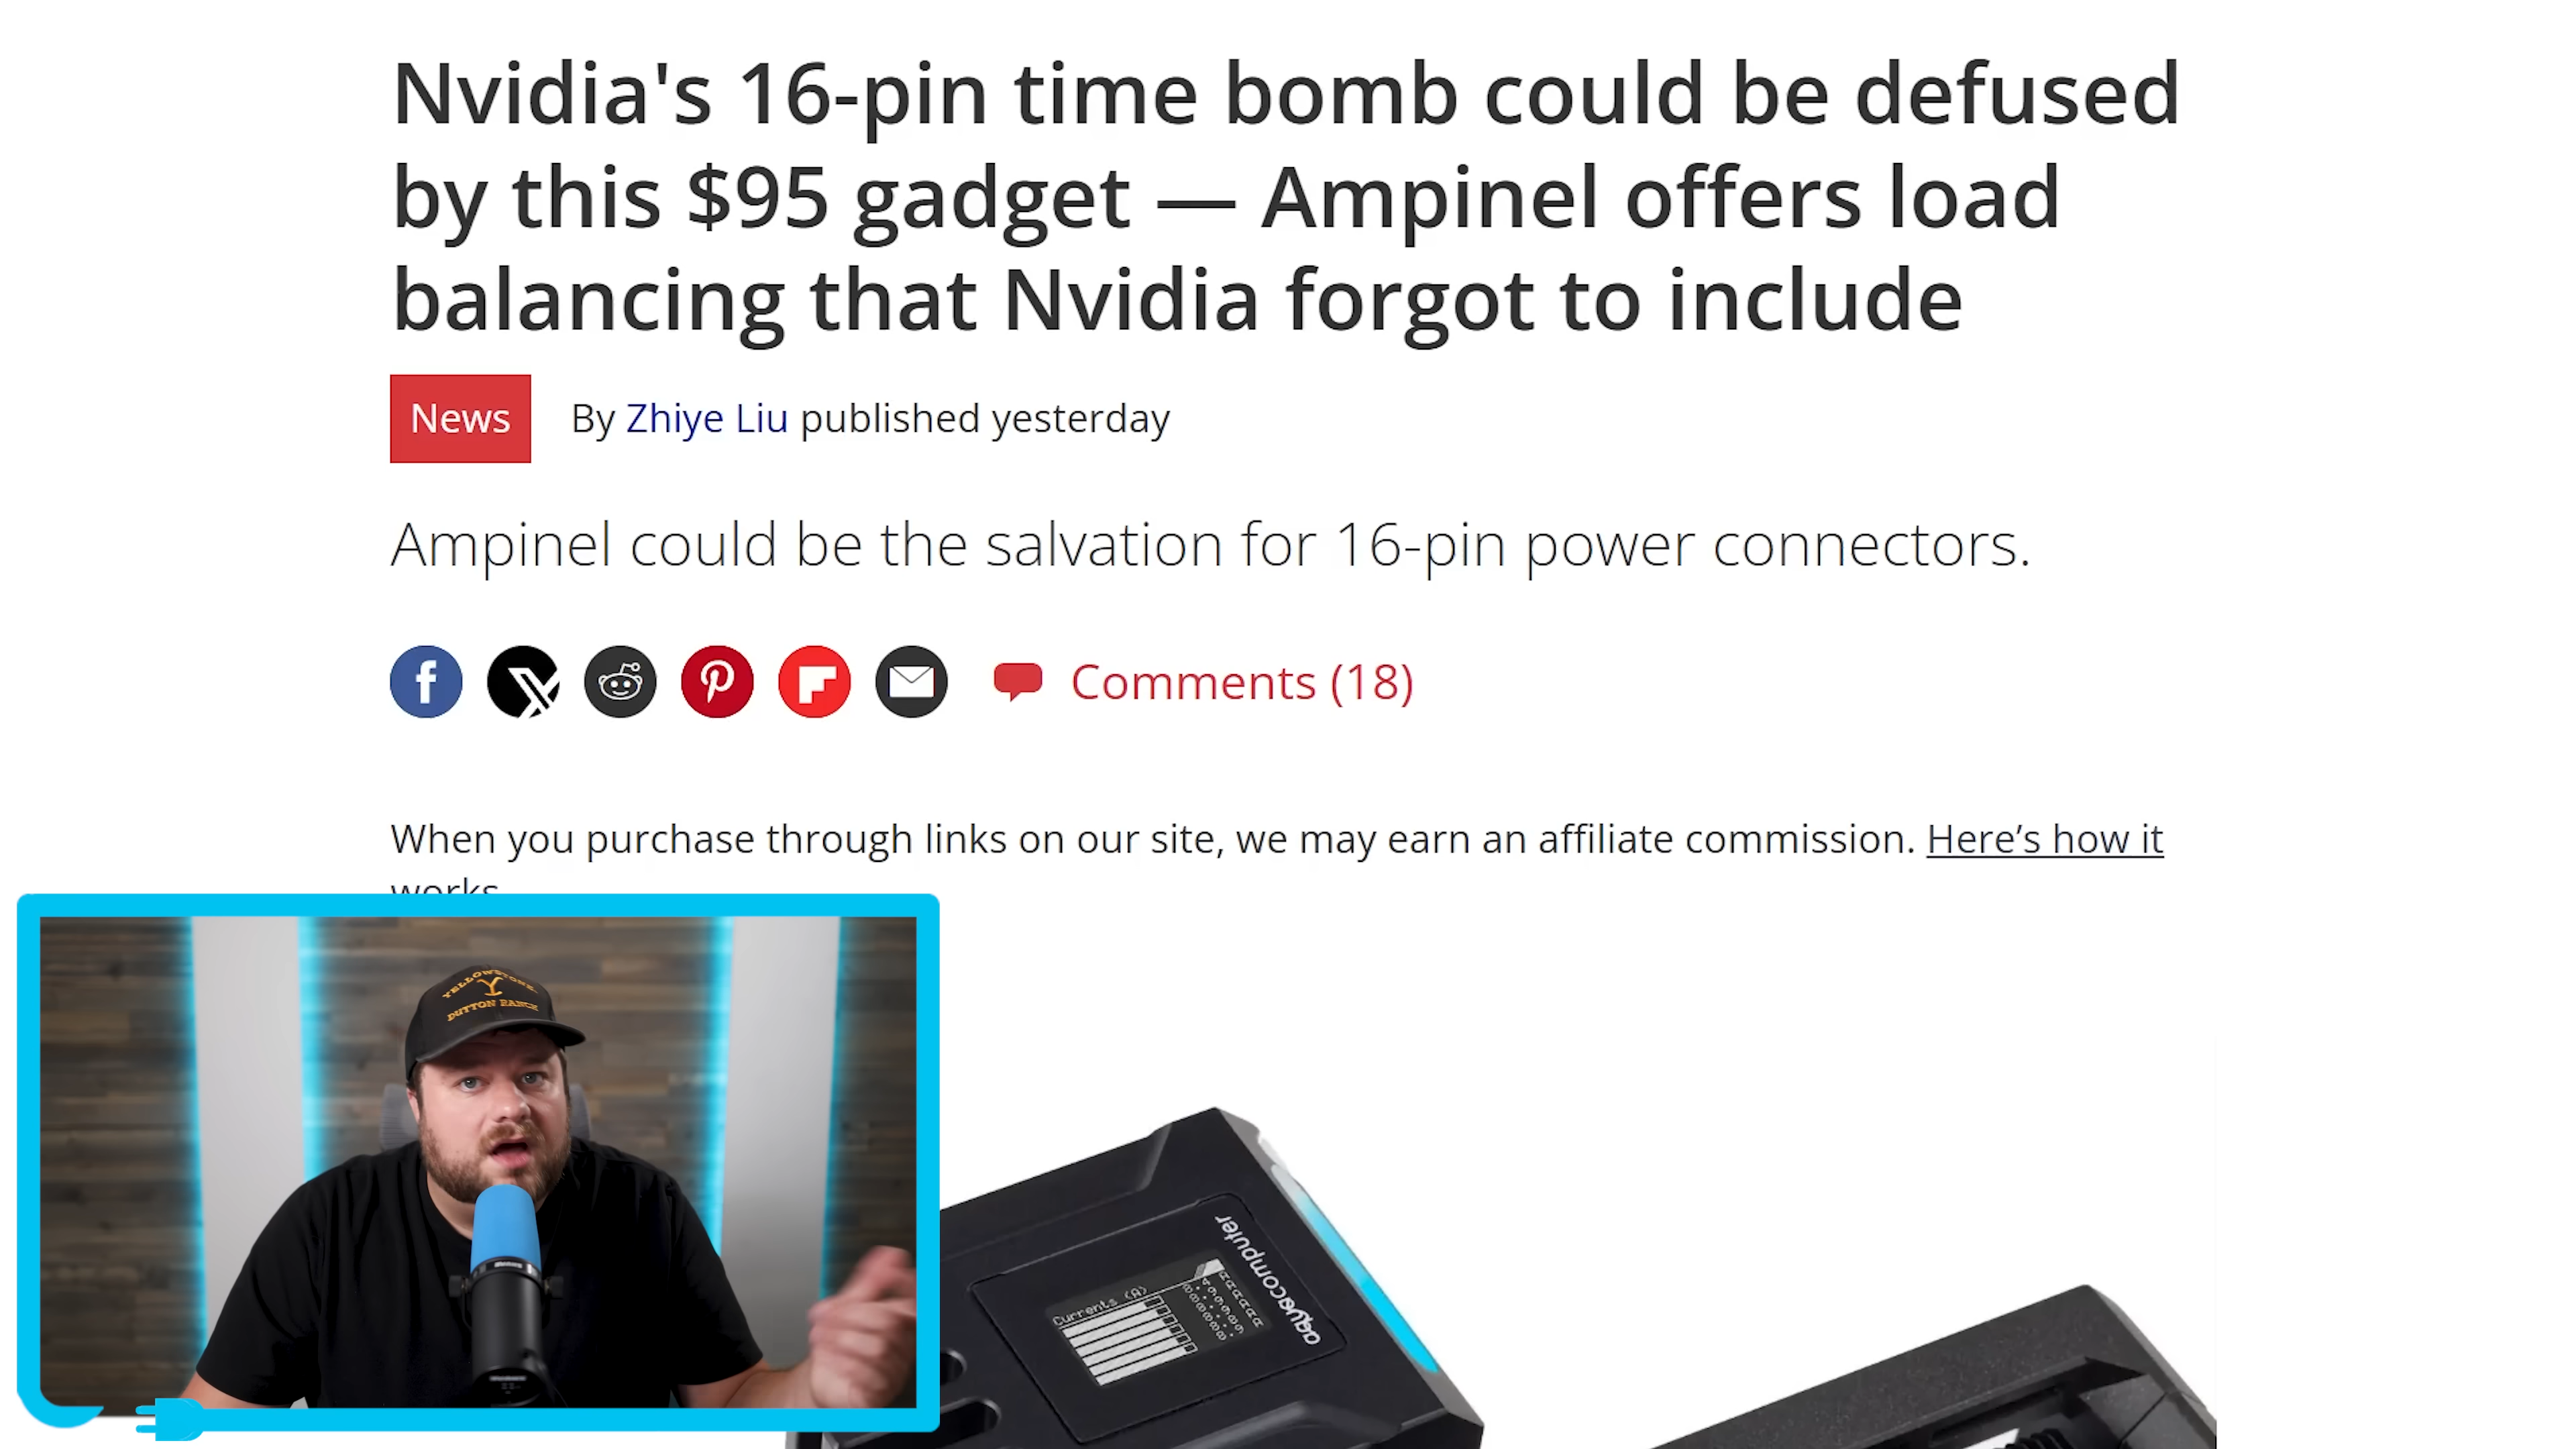 Nvidia's 16-pin time bomb could be defused
by this $95 gadget — Ampinel offers load
balancing that Nvidia forgot to include
News
By Zhiye Liu published yesterday
Ampinel could be the salvation for 16-pin power connectors.
Comments (18)
When you purchase through links on our site, we may earn an affiliate commission. Here's how it
works
YELLOWSTONE
Y
DUTTON RANCH
aquacomputer
Currents (A)